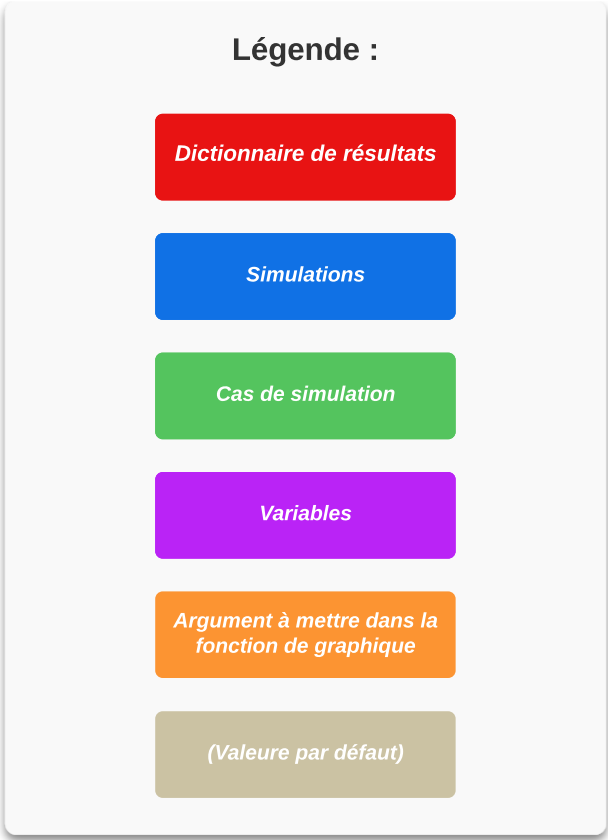 Légende :
Dictionnaire de résultats
Simulations
Cas de simulation
Variables
Argument à mettre dans la
fonction de graphique
(Valeure par défaut)